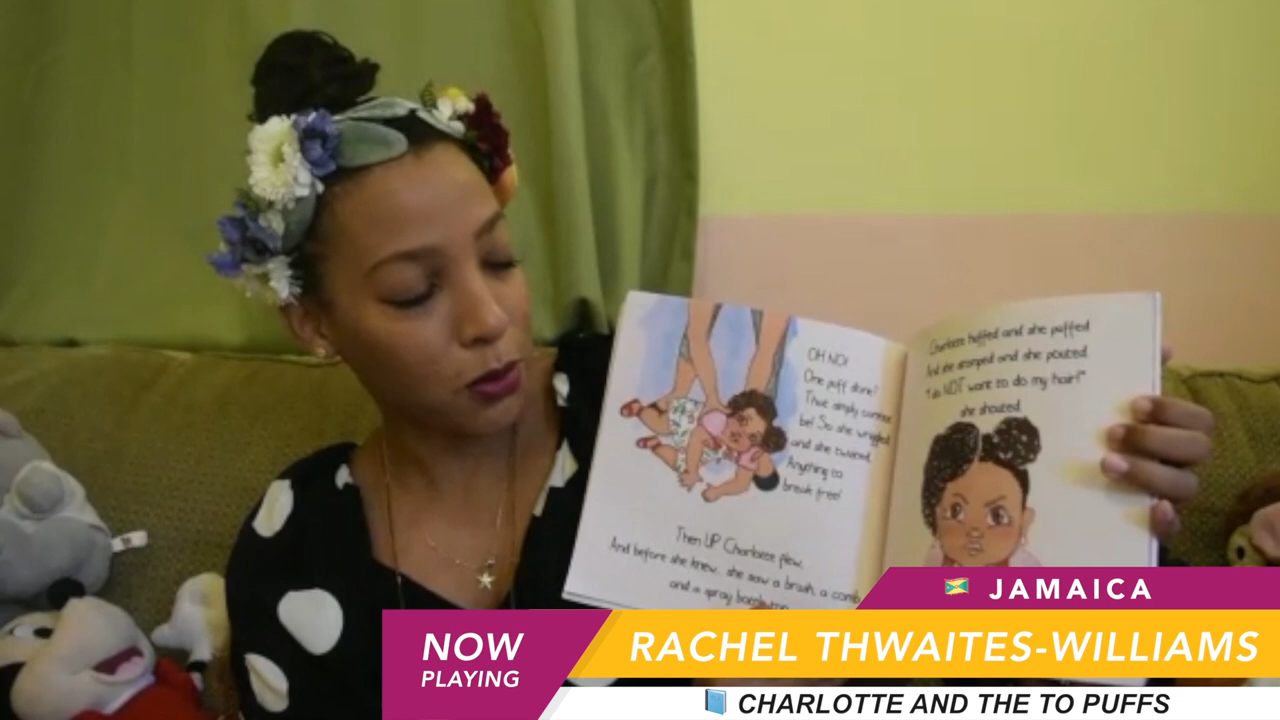 OH NO!
One puff done?
That simply cannot
be! So she wriggled
and she twisted.
Anything to
break free!
Then UP Charlotte flew.
And before she knew... she saw a brush, a comb
and a spray
Charlotte huffed and she puffed
And she stomped and she pouted.
"I do NOT want to do my hair!"
she shouted.
JAMAICA
NOW
PLAYING
RACHEL THWAITES-WILLIAMS
CHARLOTTE AND THE TO PUFFS